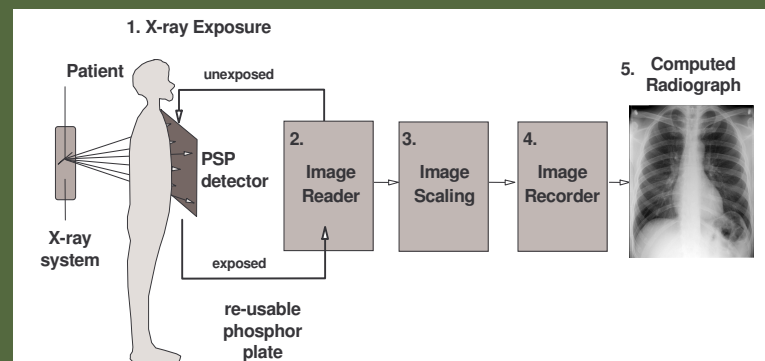 1. X-ray Exposure
Patient
unexposed
PSP
detector
X-ray
system
exposed
re-usable
phosphor
plate
2.
Image
Reader
3.
Image
Scaling
4.
Image
Recorder
5. Computed
Radiograph